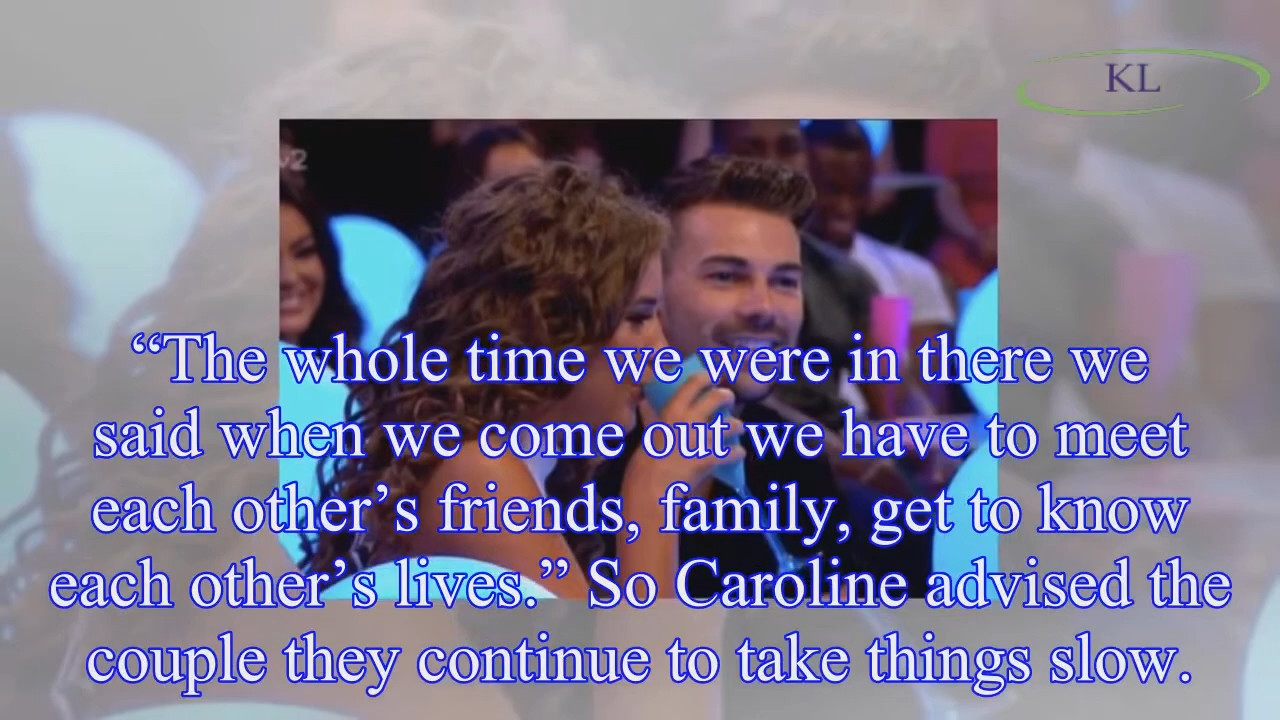 KL
v2
“The whole time we were in there we
said when we come out we have to meet
each other’s friends, family, get to know
each other’s lives.” So Caroline advised the
couple they continue to take things slow.